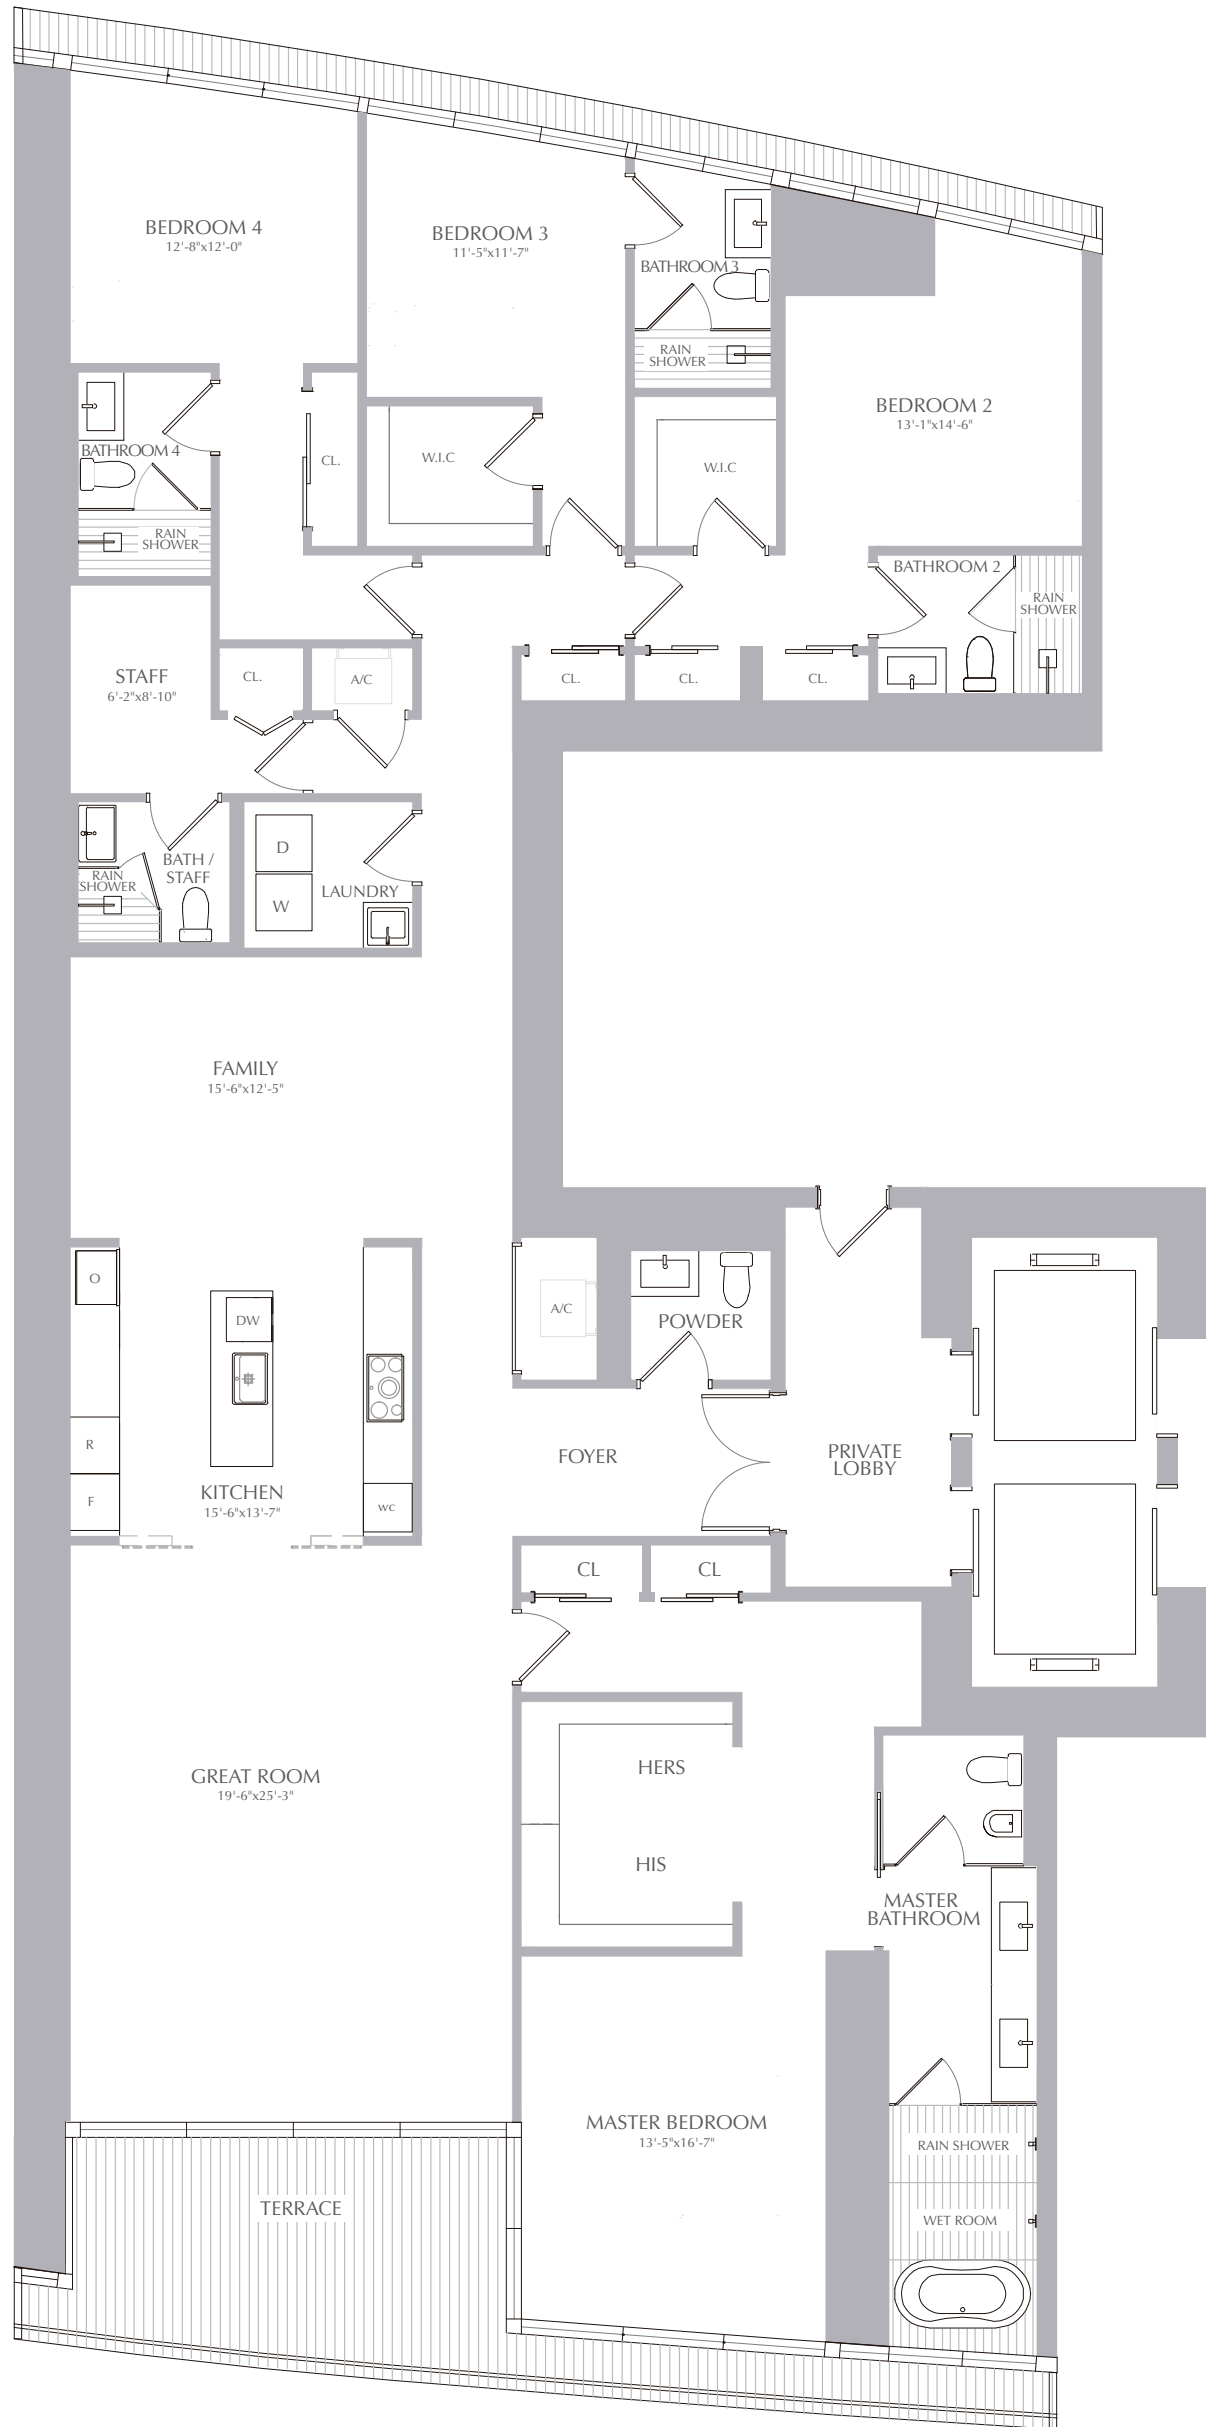 BEDROOM 4
12'-8"x12'-0"
BEDROOM 3
11'-5"x11'-7"
BATHROOM 3
RAIN
SHOWER
BEDROOM 2
13'-1"x14'-6"
BATHROOM 4
CL.
W.I.C
W.I.C
RAIN
SHOWER
BATHROOM 2
RAIN
SHOWER
STAFF
6'-2"x8'-10"
CL.
A/C
CL.
CL.
CL.
D
BATH /
STAFF
RAIN
SHOWER
LAUNDRY
W
FAMILY
15'-6"x12'-5"
O
DW
A/C
POWDER
R
FOYER
PRIVATE
LOBBY
KITCHEN
15'-6"x13'-7"
F
WC
CL
CL
HERS
GREAT ROOM
19'-6"x25'-3"
HIS
MASTER
BATHROOM
MASTER BEDROOM
13'-5"x16'-7"
RAIN SHOWER
TERRACE
WET ROOM